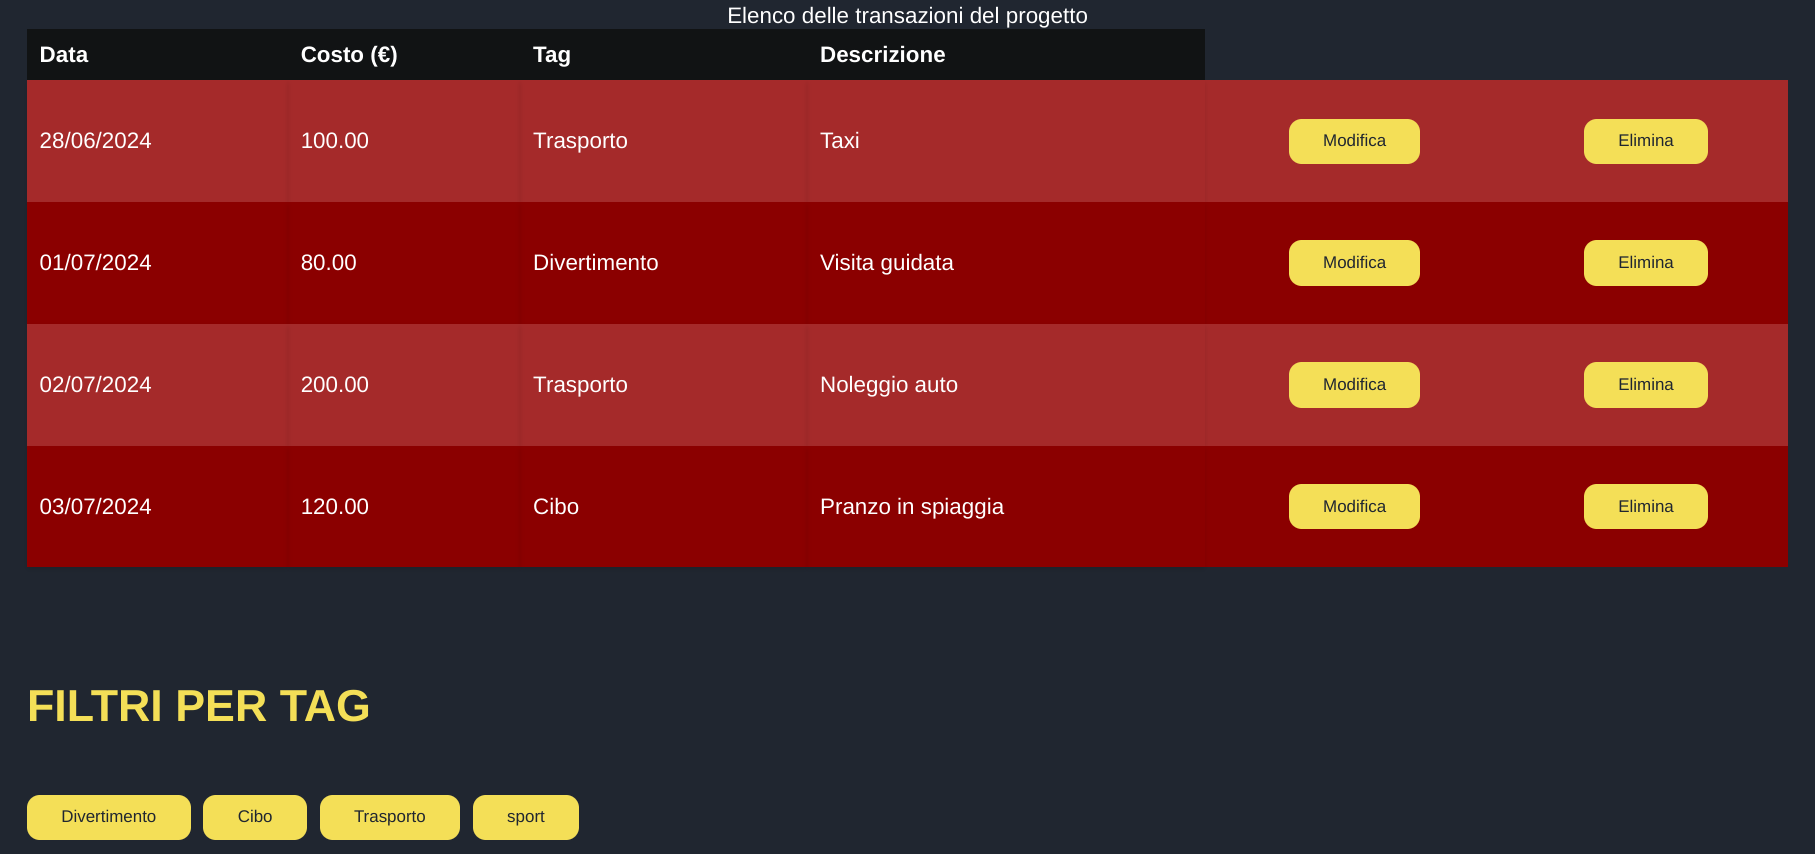 Elenco delle transazioni del progetto
Data Costo (€) Tag Descrizione
28/06/2024 100.00 Trasporto Taxi Modifica Elimina
01/07/2024 80.00 Divertimento Visita guidata Modifica Elimina
02/07/2024 200.00 Trasporto Noleggio auto Modifica Elimina
03/07/2024 120.00 Cibo Pranzo in spiaggia Modifica Elimina
FILTRI PER TAG
Divertimento Cibo Trasporto sport